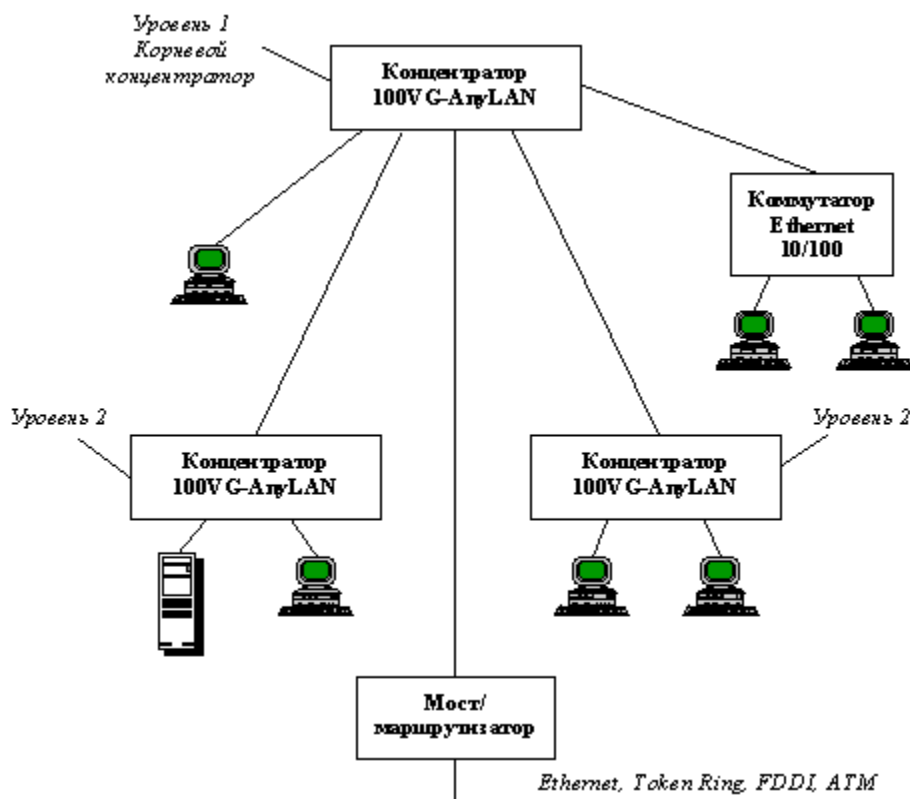 Уровень 1
Корневой
концентратор
Концентратор
100VG-AnyLAN
Коммутатор
Ethernet
10/100
Уровень 2
Концентратор
100VG-AnyLAN
Концентратор
100VG-AnyLAN
Уровень 2
Мост/
маршрутизатор
Ethernet, Token Ring, FDDI, ATM